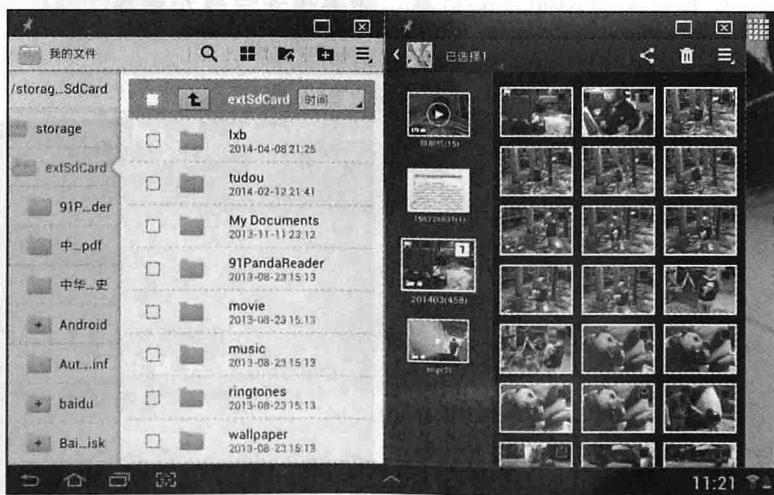 我的文件
/storag...SdCard
storage
extSdCard
91P...der
中...pdf
中华...史
Android
Aut...inf
baidu
Bai...isk
extSdCard 时间
lxb
2014-04-08 21:25
tudou
2014-02-12 21:41
My Documents
2013-11-11 23:12
91PandaReader
2013-08-23 15:13
movie
2013-08-23 15:13
music
2013-08-23 15:13
ringtones
2013-08-23 15:13
wallpaper
2013-08-23 15:13
已选择1
1
201403(458)
11:21